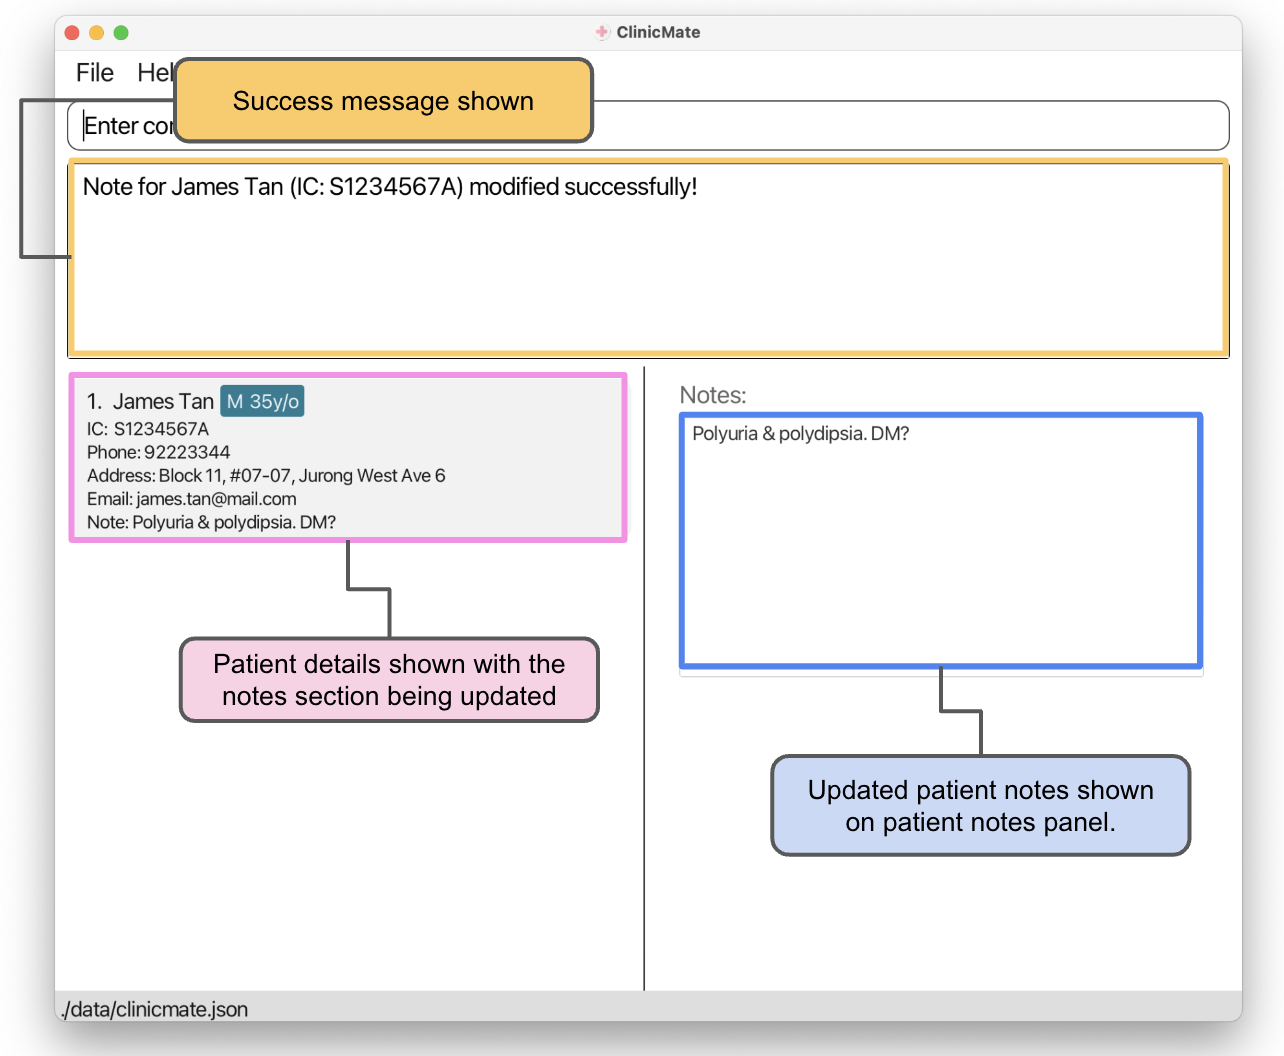 ClinicMate
File
Success message shown
Enter
Note for James Tan (IC: S1234567A) modified successfully!
1. James Tan M 35y/o
IC: S1234567A
Phone: 92223344
Address: Block 11, #07-07, Jurong West Ave 6
Email: james.tan@mail.com
Note: Polyuria & polydipsia. DM?
Notes:
Polyuria & polydipsia. DM?
Patient details shown with the
notes section being updated
Updated patient notes shown
on patient notes panel.
./data/clinicmate.json